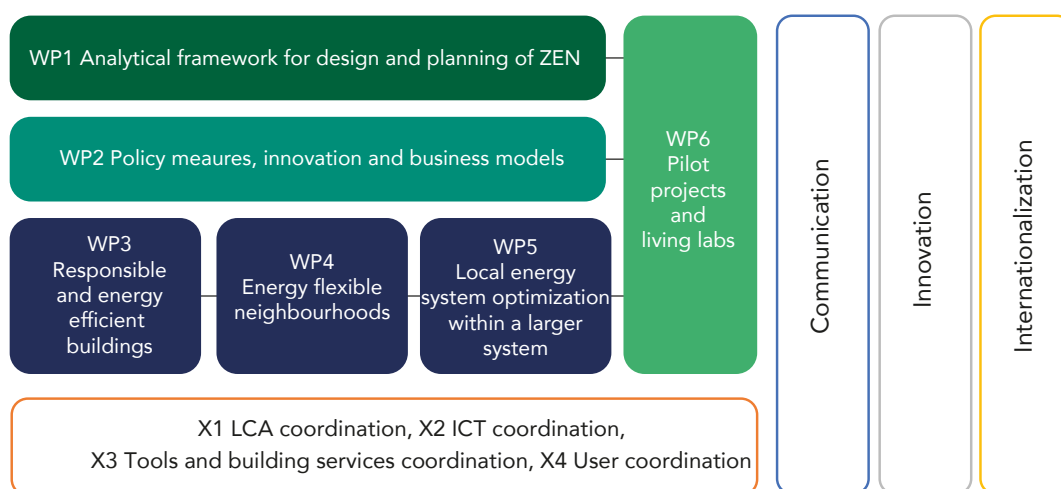 WP1 Analytical framework for design and planning of ZEN
WP2 Policy meaures, innovation and business models
WP3
Responsible
and energy
efficient
buildings
WP4
Energy flexible
neighbourhoods
WP5
Local energy
system optimization
within a larger
system
WP6
Pilot
projects
and
living labs
X1 LCA coordination, X2 ICT coordination,
X3 Tools and building services coordination, X4 User coordination
Communication
Innovation
Internationalization